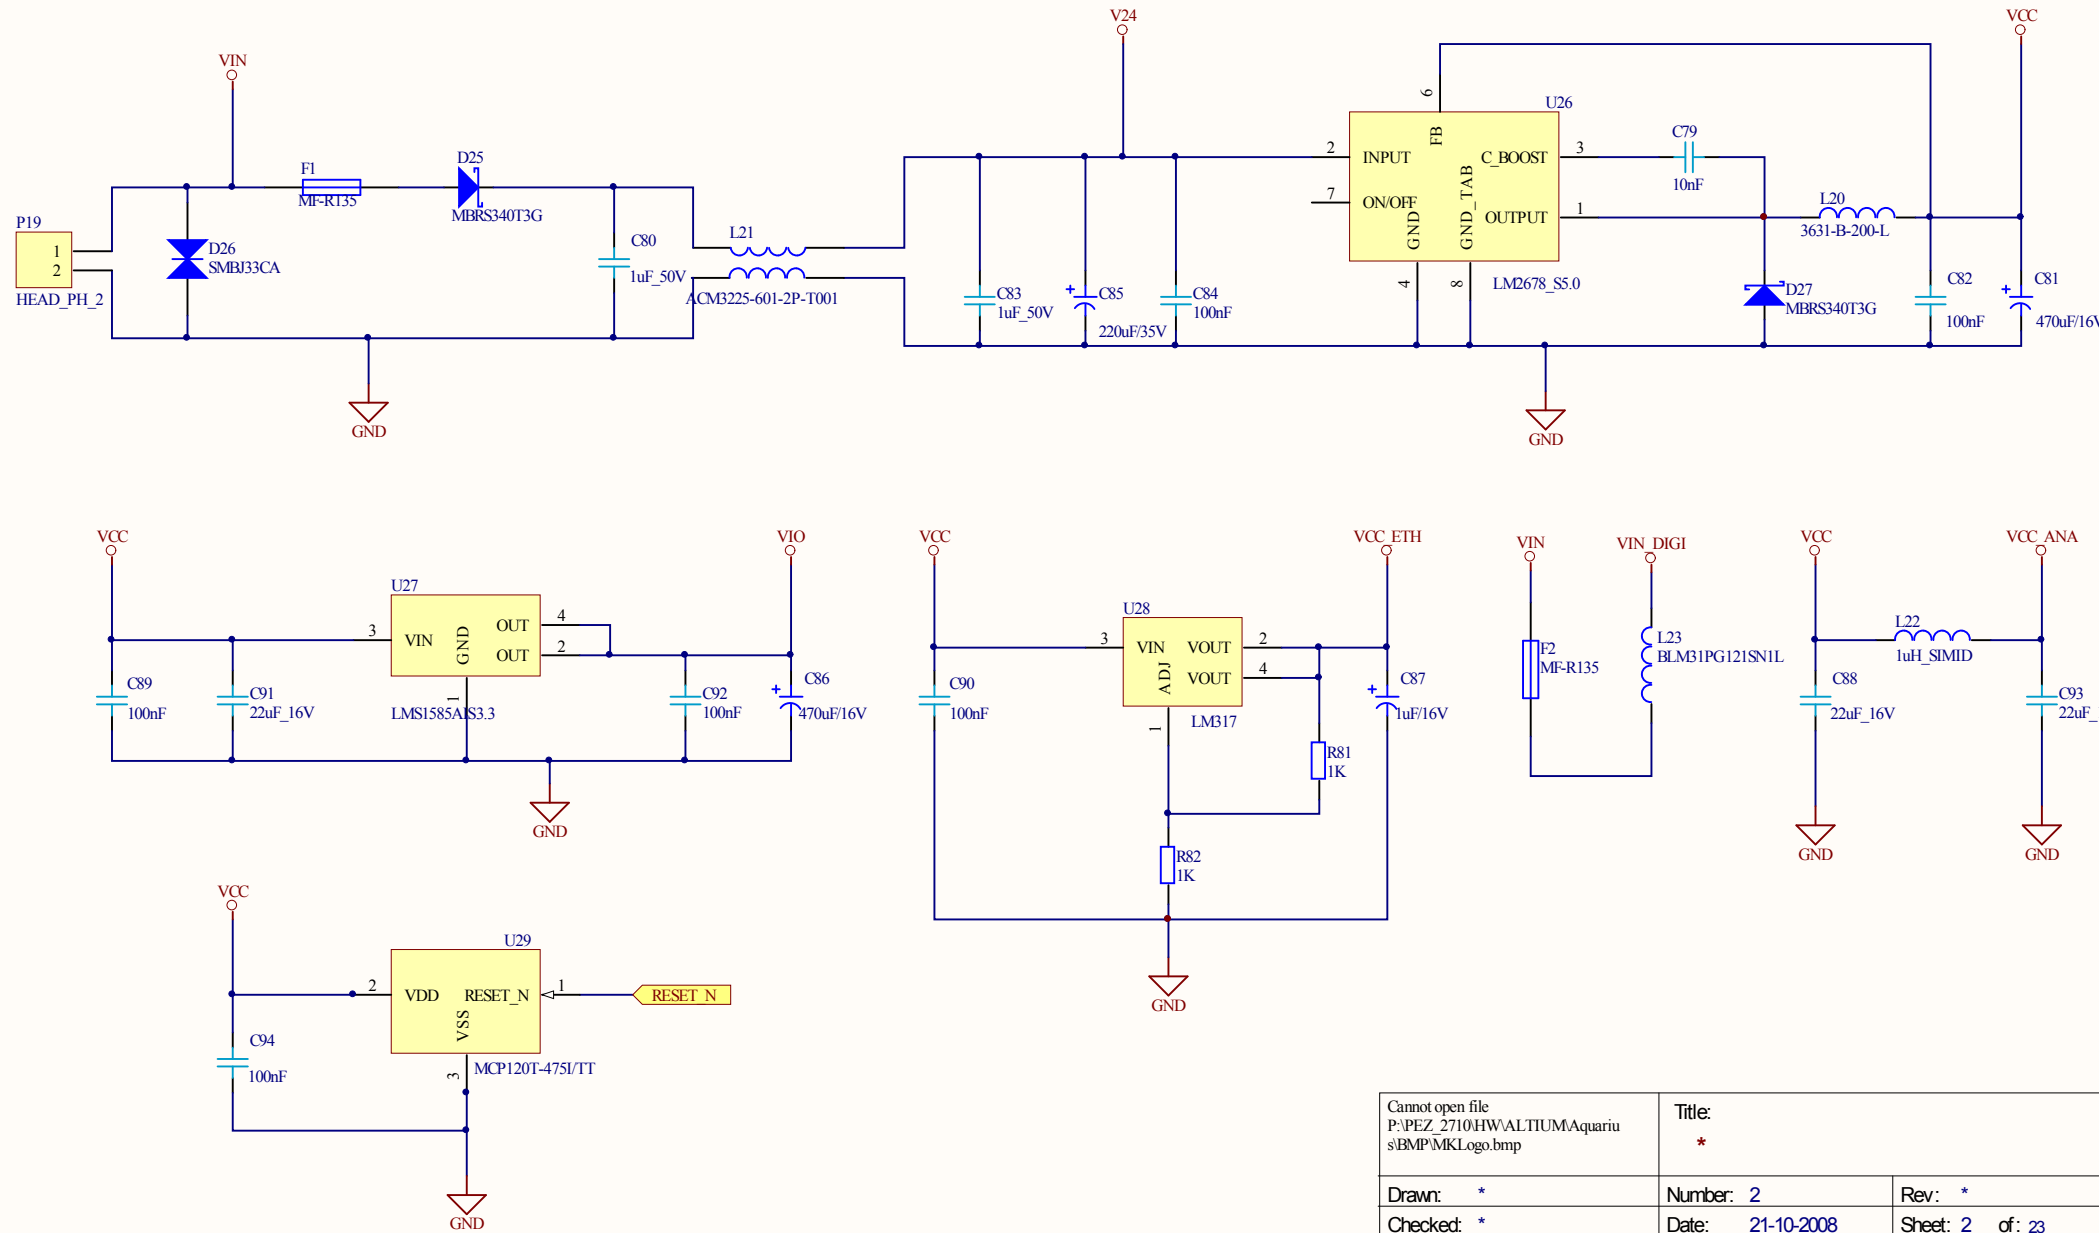 VIN
V24
VCC
P19
1
2
HEAD_PH_2
D26
SMBJ33CA
F1
MF-R135
D25
MBRS340T3G
C80
1uF_50V
L21
ACM3225-601-2P-T001
GND
C83
1uF_50V
C85
220uF/35V
C84
100nF
U26
6
FB
2
INPUT
7
ON/OFF
C_BOOST
3
OUTPUT
1
GND
GND_TAB
4
8
LM2678_S5.0
C79
10nF
L20
3631-B-200-L
D27
MBRS340T3G
C82
100nF
C81
470uF/16V
GND
VCC
VIO
U27
3
VIN
GND
OUT
4
OUT
2
1
LMS1585AIS3.3
C89
100nF
C91
22uF_16V
C92
100nF
C86
470uF/16V
GND
VCC
VCC_ETH
U28
3
VIN
ADJ
VOUT
2
VOUT
4
1
LM317
C90
100nF
C87
1uF/16V
R81
1K
R82
1K
GND
VIN
VIN_DIGI
F2
MF-R135
L23
BLM31PG121SN1L
VCC
VCC_ANA
L22
1uH_SIMID
C88
22uF_16V
C93
22uF_
GND
GND
VCC
U29
2
VDD
RESET_N
1
RESET_N
VSS
3
MCP120T-475I/TT
C94
100nF
GND
Cannot open file
P:\PEZ_2710\HW\ALTIUM\Aquariu
s\BMP\MKLogo.bmp
Title:
*
Drawn: *
Number: 2
Rev: *
Checked: *
Date: 21-10-2008
Sheet: 2 of: 23